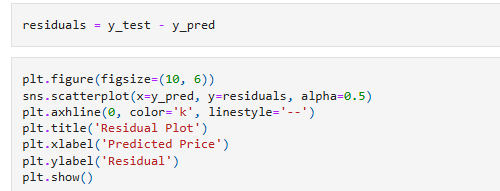 residuals = y_test - y_pred
plt.figure(figsize=(10, 6))
sns.scatterplot(x=y_pred, y=residuals, alpha=0.5)
plt.axhline(0, color='k', linestyle='--')
plt.title('Residual Plot')
plt.xlabel('Predicted Price')
plt.ylabel('Residual')
plt.show()